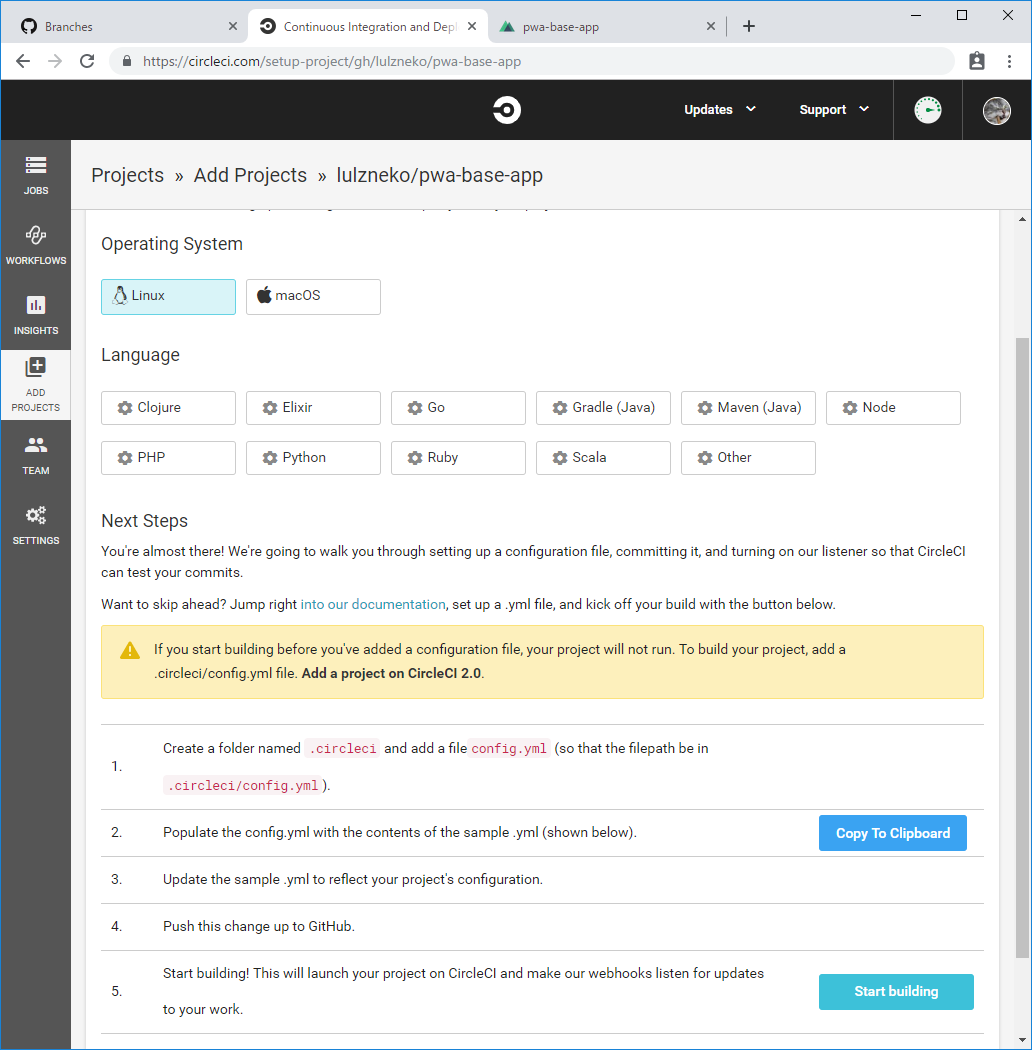 Branches
Continuous Integration and Depl
pwa-base-app
https://circleci.com/setup-project/gh/lulzneko/pwa-base-app
Updates
Support
JOBS
WORKFLOWS
INSIGHTS
ADD
PROJECTS
TEAM
SETTINGS
Projects » Add Projects » lulzneko/pwa-base-app
Operating System
Linux
macOS
Language
Clojure
Elixir
Go
Gradle (Java)
Maven (Java)
Node
PHP
Python
Ruby
Scala
Other
Next Steps
You're almost there! We're going to walk you through setting up a configuration file, committing it, and turning on our listener so that CircleCI
can test your commits.
Want to skip ahead? Jump right into our documentation, set up a .yml file, and kick off your build with the button below.
If you start building before you've added a configuration file, your project will not run. To build your project, add a
.circleci/config.yml file. Add a project on CircleCI 2.0.
1. Create a folder named .circleci and add a file config.yml (so that the filepath be in
.circleci/config.yml ).
2. Populate the config.yml with the contents of the sample .yml (shown below).
Copy To Clipboard
3. Update the sample .yml to reflect your project's configuration.
4. Push this change up to GitHub.
5. Start building! This will launch your project on CircleCI and make our webhooks listen for updates
to your work.
Start building